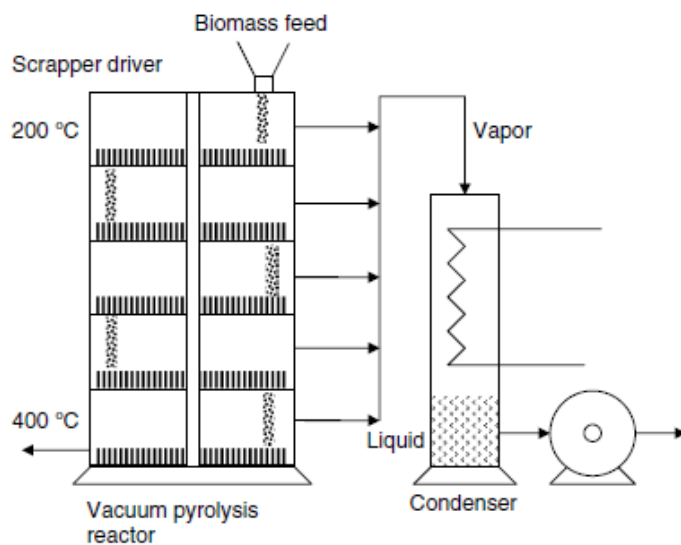 Biomass feed
Scrapper driver
200 °C
Vapor
400 °C
Liquid
Vacuum pyrolysis
reactor
Condenser